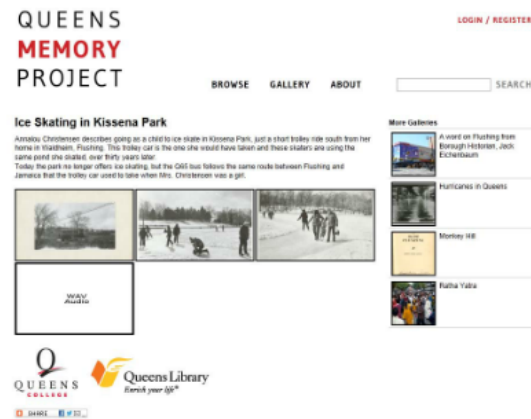 QUEENS
MEMORY
PROJECT
LOGIN / REGISTER
BROWSE
GALLERY
ABOUT
SEARCH
Ice Skating in Kissena Park
Annalou Christensen describes going as a child to ice skate in Kissena Park, just a short trolley ride south from her
home in Waldheim, Flushing. This trolley car is the one she would have taken and these skaters are using the
same pond she skated, over thirty years later.
Today the park no longer offers ice skating, but the Q65 bus follows the same route between Flushing and
Jamaica that the trolley car used to take when Mrs. Christensen was a girl.
WAV
Audio
More Galleries
A word on Flushing from
Borough Historian, Jack
Eichenbaum
Hurricanes in Queens
Monkey Hill
Ratha Yatra
QUEENS
COLLEGE
Queens Library
Enrich your life®
SHARE